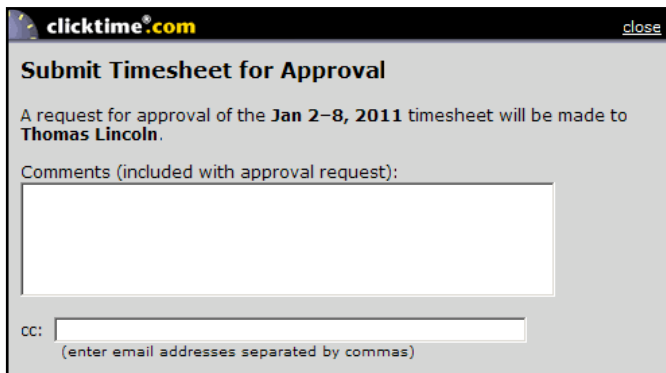 clicktime®.com close
Submit Timesheet for Approval
A request for approval of the Jan 2–8, 2011 timesheet will be made to
Thomas Lincoln.
Comments (included with approval request):
cc:
(enter email addresses separated by commas)